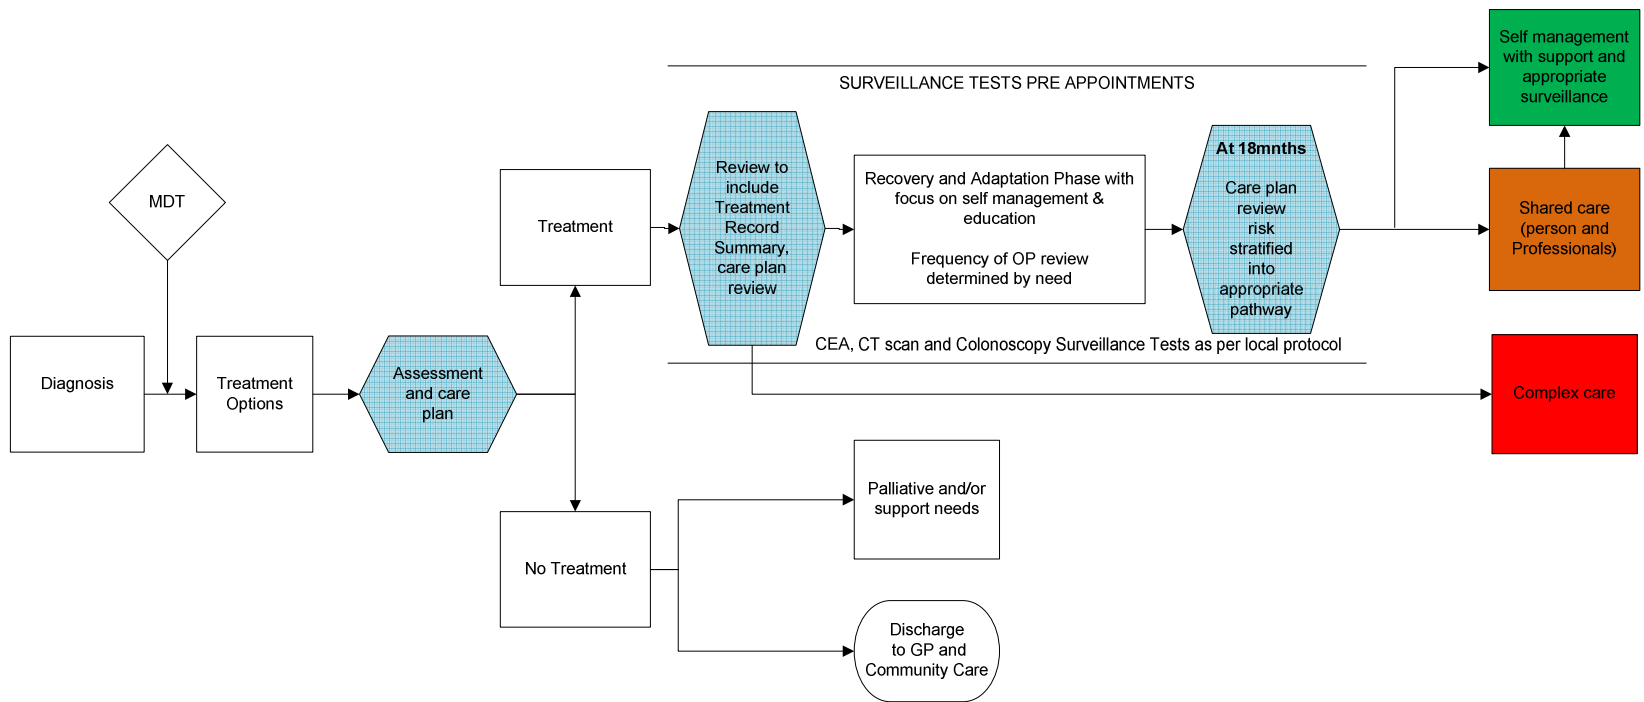 MDT
Diagnosis
Treatment
Options
Assessment
and care
plan
Treatment
No Treatment
SURVEILLANCE TESTS PRE APPOINTMENTS
Review to
include
Treatment
Record
Summary,
care plan
review
Recovery and Adaptation Phase with
focus on self management &
education
Frequency of OP review
determined by need
At 18mnths
Care plan
review
risk
stratified
into
appropriate
pathway
CEA, CT scan and Colonoscopy Surveillance Tests as per local protocol
Palliative and/or
support needs
Discharge
to GP and
Community Care
Self management
with support and
appropriate
surveillance
Shared care
(person and
Professionals)
Complex care